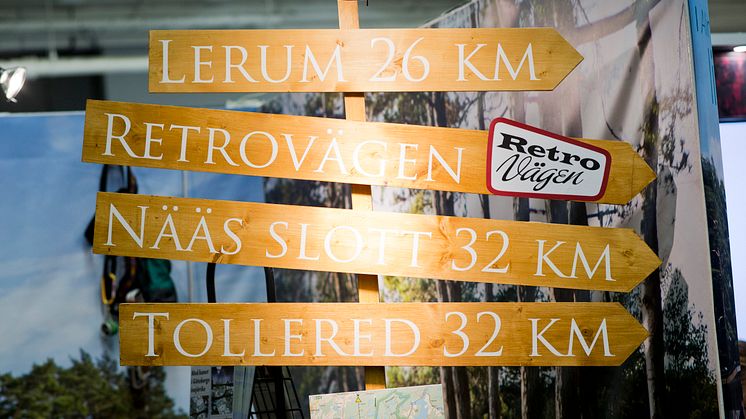 LERUM 26 KM
RETROVÄGEN
Retro
Vägen
NÄÄS SLOTT 32 KM
TOLLERED 32 KM